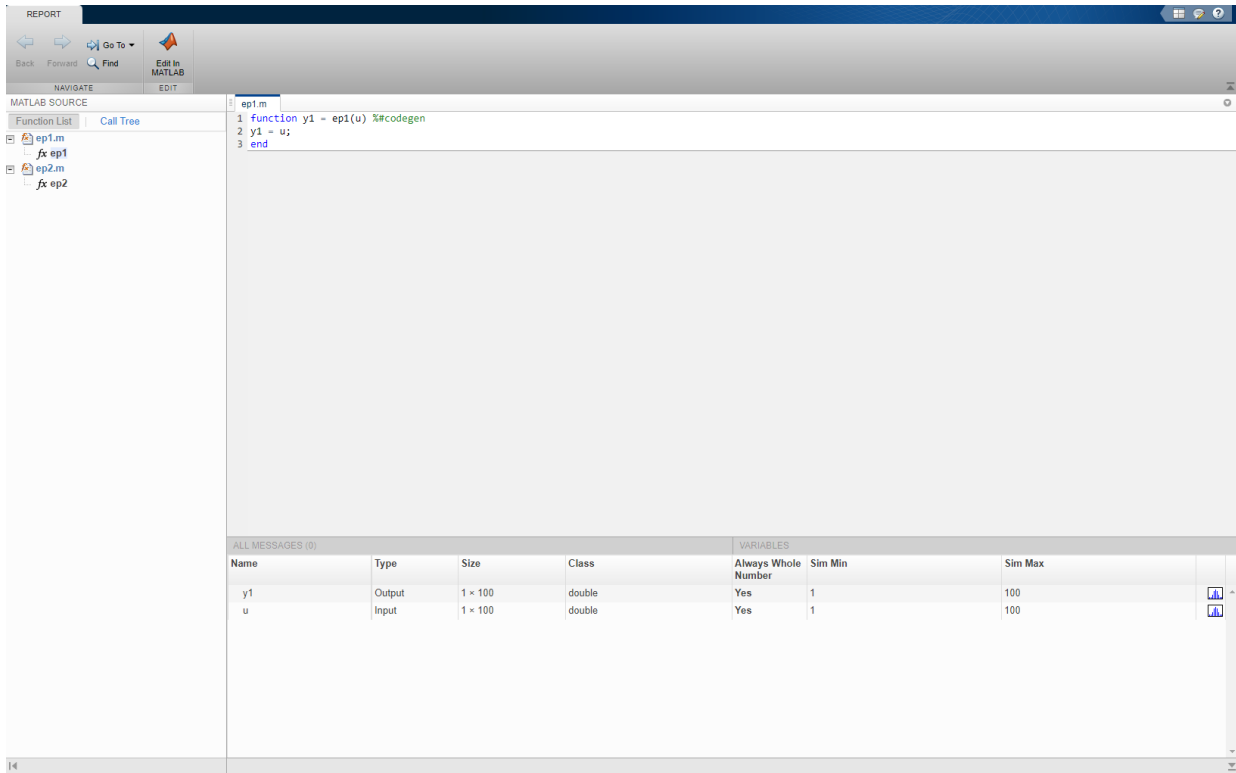 REPORT
Back Forward Go To Find Edit In MATLAB
NAVIGATE EDIT
MATLAB SOURCE
Function List Call Tree
ep1.m
fx ep1
ep2.m
fx ep2
ep1.m
1 function y1 = ep1(u) %#codegen
2 y1 = u;
3 end
ALL MESSAGES (0) VARIABLES
Name Type Size Class Always Whole Number Sim Min Sim Max
y1 Output 1 × 100 double Yes 1 100
u Input 1 × 100 double Yes 1 100